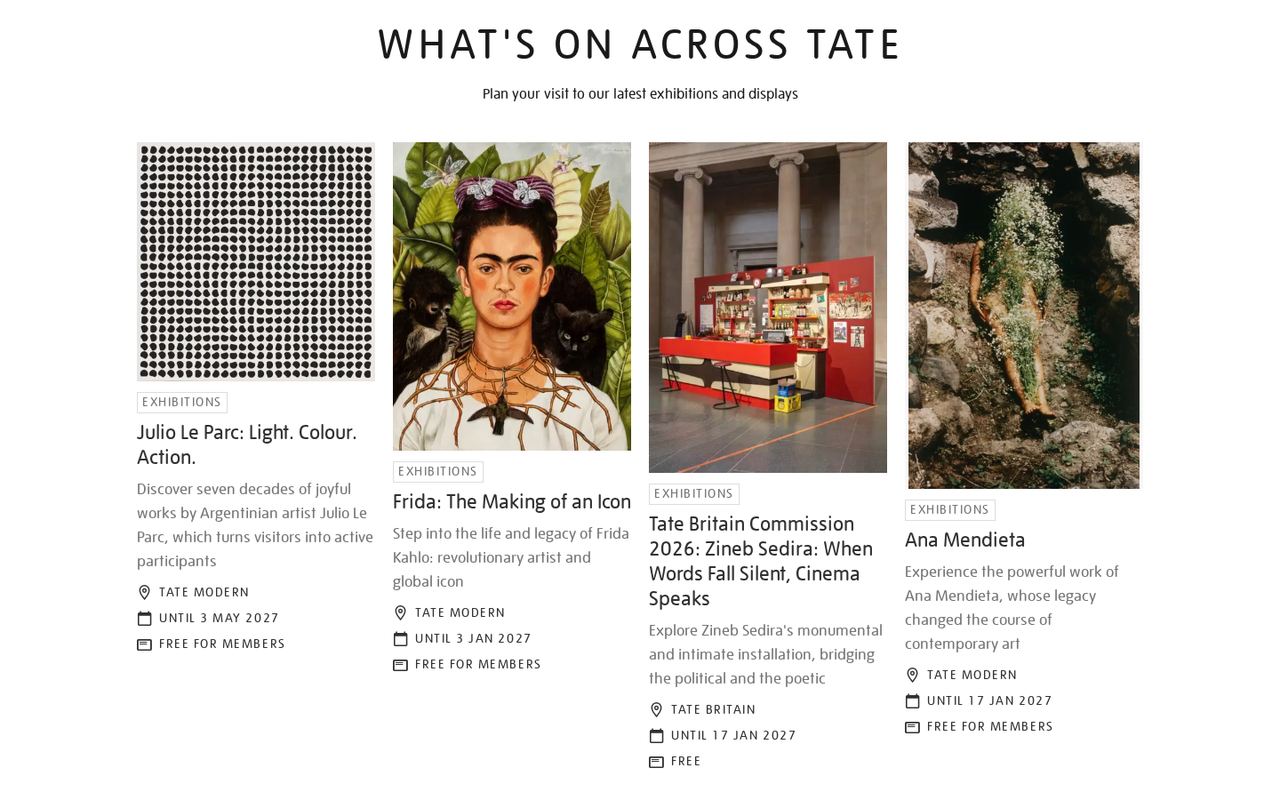 WHAT'S ON ACROSS TATE
Plan your visit to our latest exhibitions and displays
EXHIBITIONS
Julio Le Parc: Light. Colour.
Action.
Discover seven decades of joyful
works by Argentinian artist Julio Le
Parc, which turns visitors into active
participants
TATE MODERN
UNTIL 3 MAY 2027
FREE FOR MEMBERS
EXHIBITIONS
Frida: The Making of an Icon
Step into the life and legacy of Frida
Kahlo: revolutionary artist and
global icon
TATE MODERN
UNTIL 3 JAN 2027
FREE FOR MEMBERS
EXHIBITIONS
Tate Britain Commission
2026: Zineb Sedira: When
Words Fall Silent, Cinema
Speaks
Explore Zineb Sedira's monumental
and intimate installation, bridging
the political and the poetic
TATE BRITAIN
UNTIL 17 JAN 2027
FREE
EXHIBITIONS
Ana Mendieta
Experience the powerful work of
Ana Mendieta, whose legacy
changed the course of
contemporary art
TATE MODERN
UNTIL 17 JAN 2027
FREE FOR MEMBERS